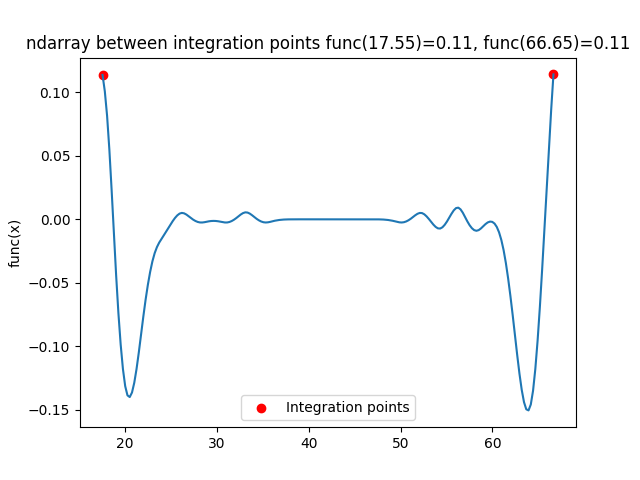 ndarray between integration points func(17.55)=0.11, func(66.65)=0.11
0.10
0.05
0.00
−0.05
−0.10
−0.15
func(x)
Integration points
20 30 40 50 60